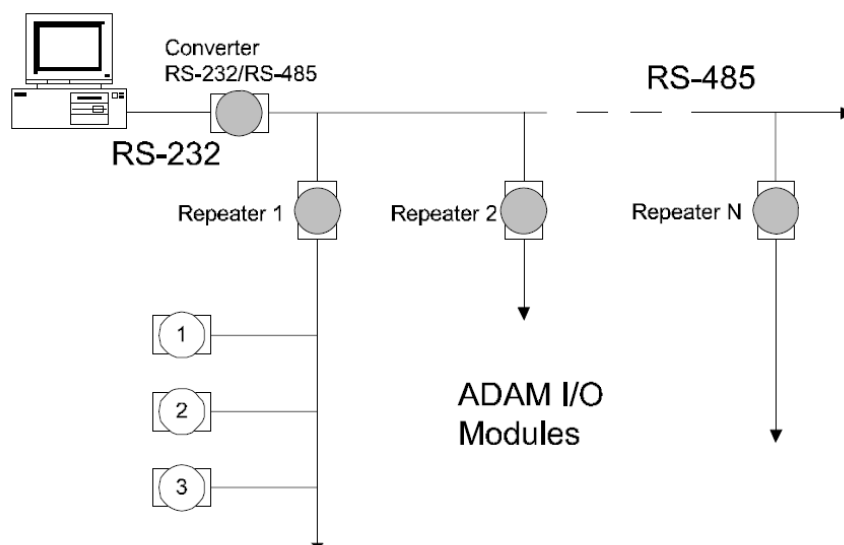 Converter
RS-232/RS-485
RS-485
RS-232
Repeater 1
Repeater 2
Repeater N
1
2
3
ADAM I/O
Modules